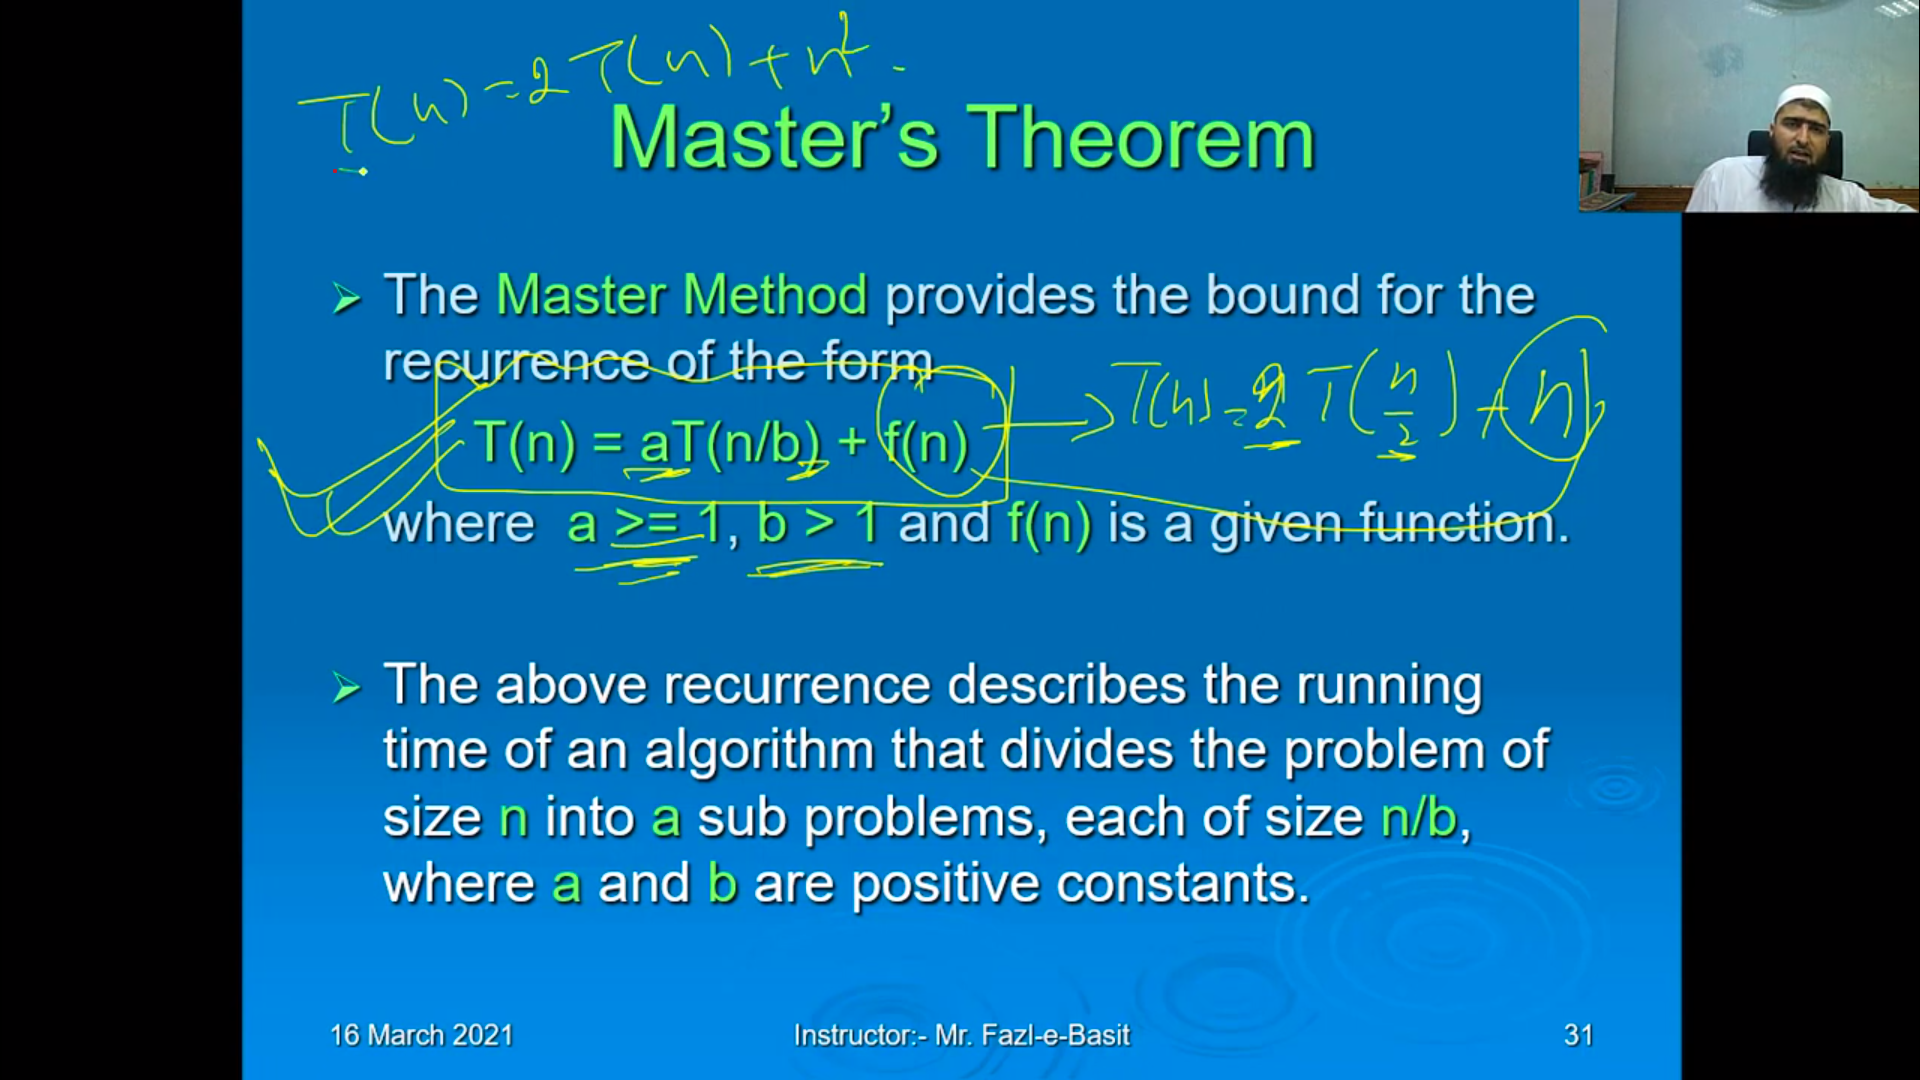 T(n) = 2T(n) + n²
Master's Theorem
➢ The Master Method provides the bound for the
recurrence of the form
T(n) = aT(n/b) + f(n) → T(n) = 2T(n/2) + n
where a >= 1, b > 1 and f(n) is a given function.
➢ The above recurrence describes the running
time of an algorithm that divides the problem of
size n into a sub problems, each of size n/b,
where a and b are positive constants.
16 March 2021 Instructor:- Mr. Fazl-e-Basit 31